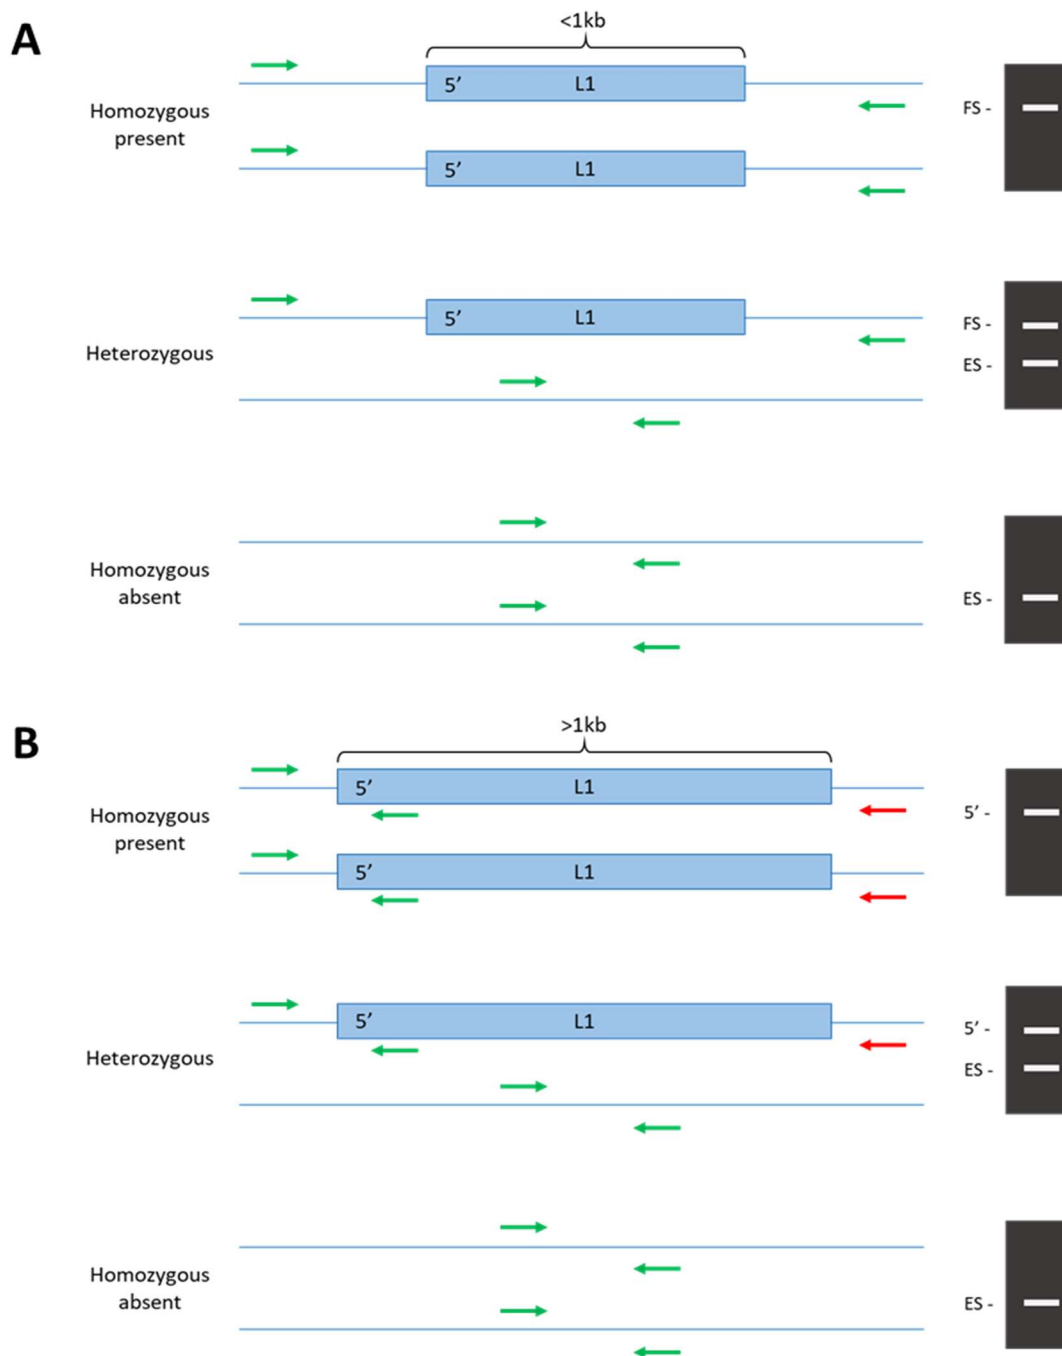 A
<1kb
5′ L1
FS -
Homozygous
present
5′ L1
5′ L1
FS -
Heterozygous
ES -
Homozygous
absent
ES -
B
>1kb
5′ L1
5′ -
Homozygous
present
5′ L1
5′ L1
5′ -
Heterozygous
ES -
Homozygous
absent
ES -